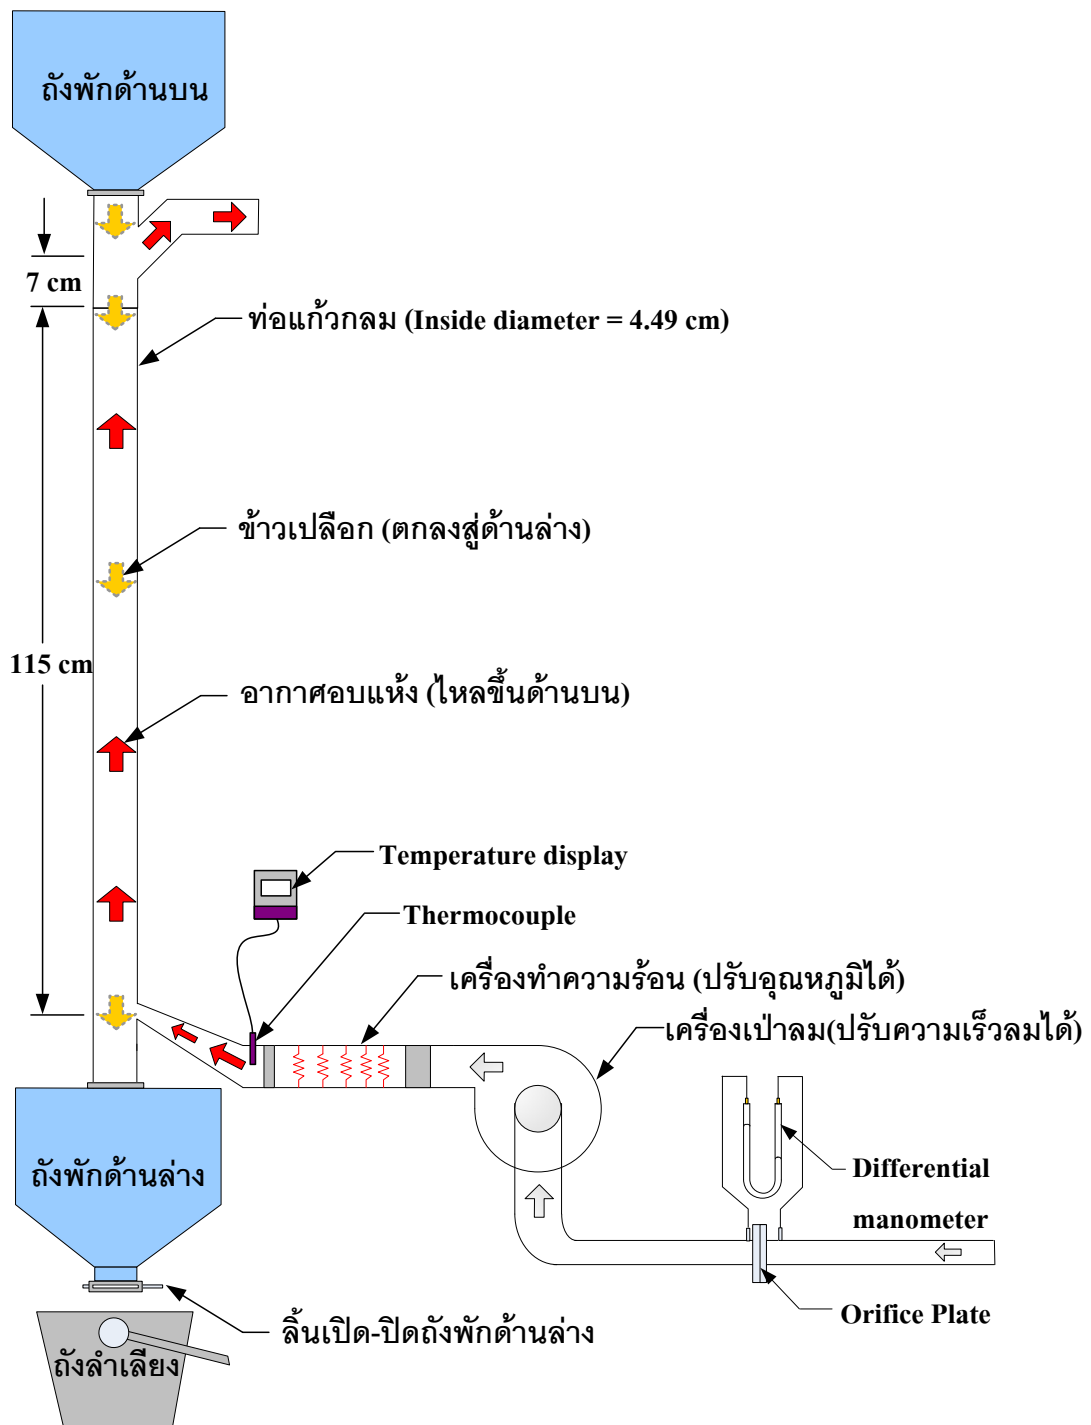 ถังพักด้านบน
7 cm
ท่อแก้วกลม (Inside diameter = 4.49 cm)
ข้าวเปลือก (ตกลงสู่ด้านล่าง)
115 cm
อากาศอบแห้ง (ไหลขึ้นด้านบน)
Temperature display
Thermocouple
เครื่องทำความร้อน (ปรับอุณหภูมิได้)
เครื่องเป่าลม(ปรับความเร็วลมได้)
ถังพักด้านล่าง
Differential
manometer
Orifice Plate
ลิ้นเปิด-ปิดถังพักด้านล่าง
ถังลำเลียง